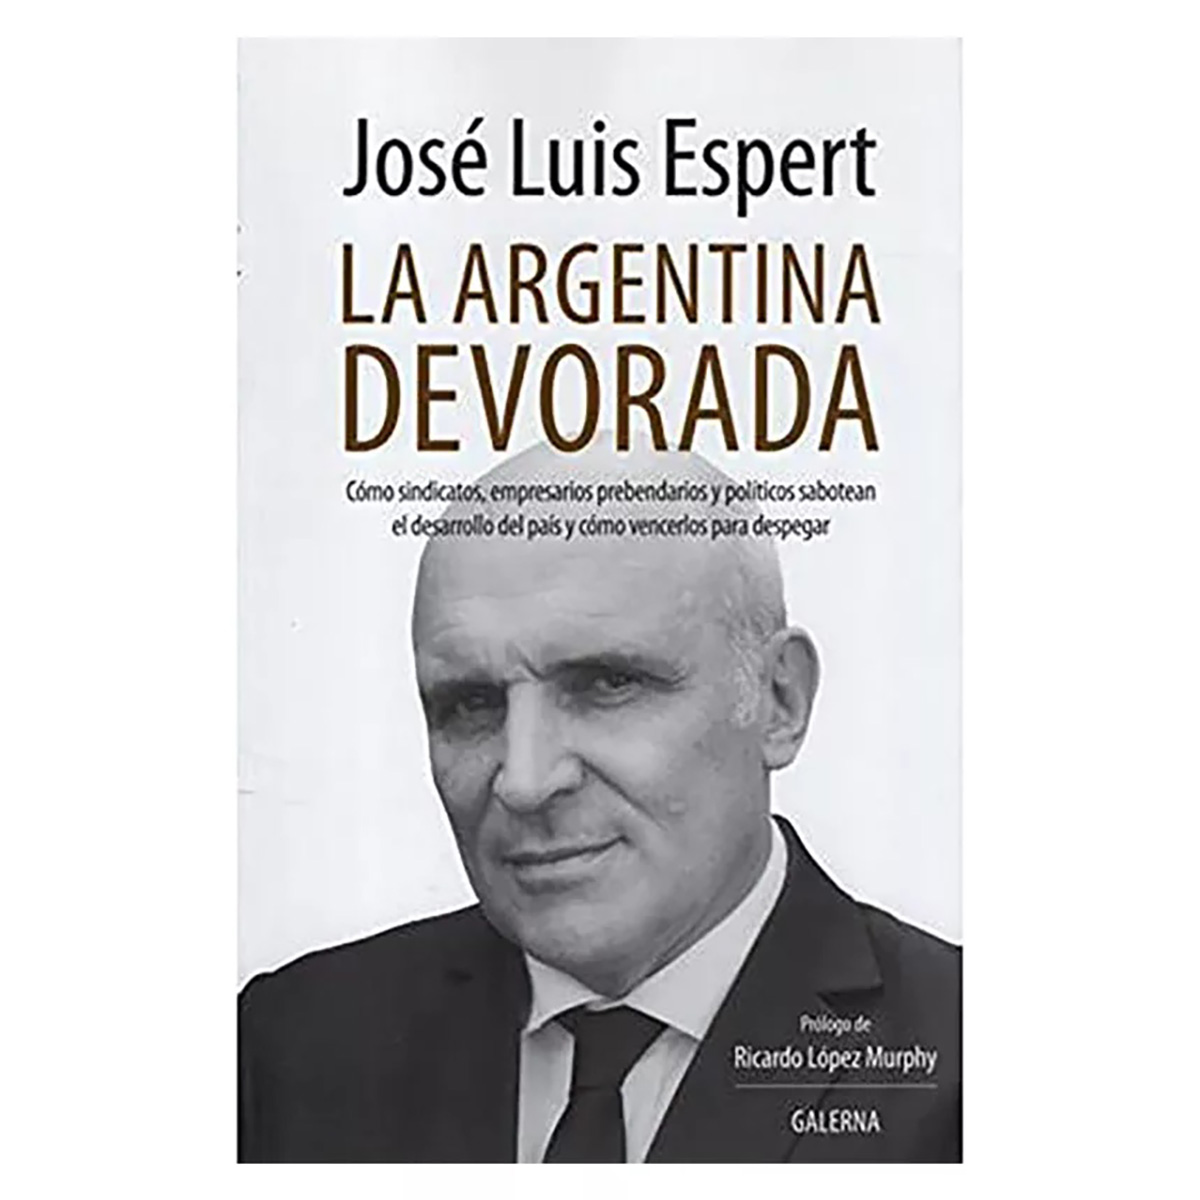 José Luis Espert
LA ARGENTINA
DEVORADA
Cómo sindicatos, empresarios prebendarios y políticos sabotean
el desarrollo del país y cómo vencerlos para despegar
Prólogo de
Ricardo López Murphy
GALERNA